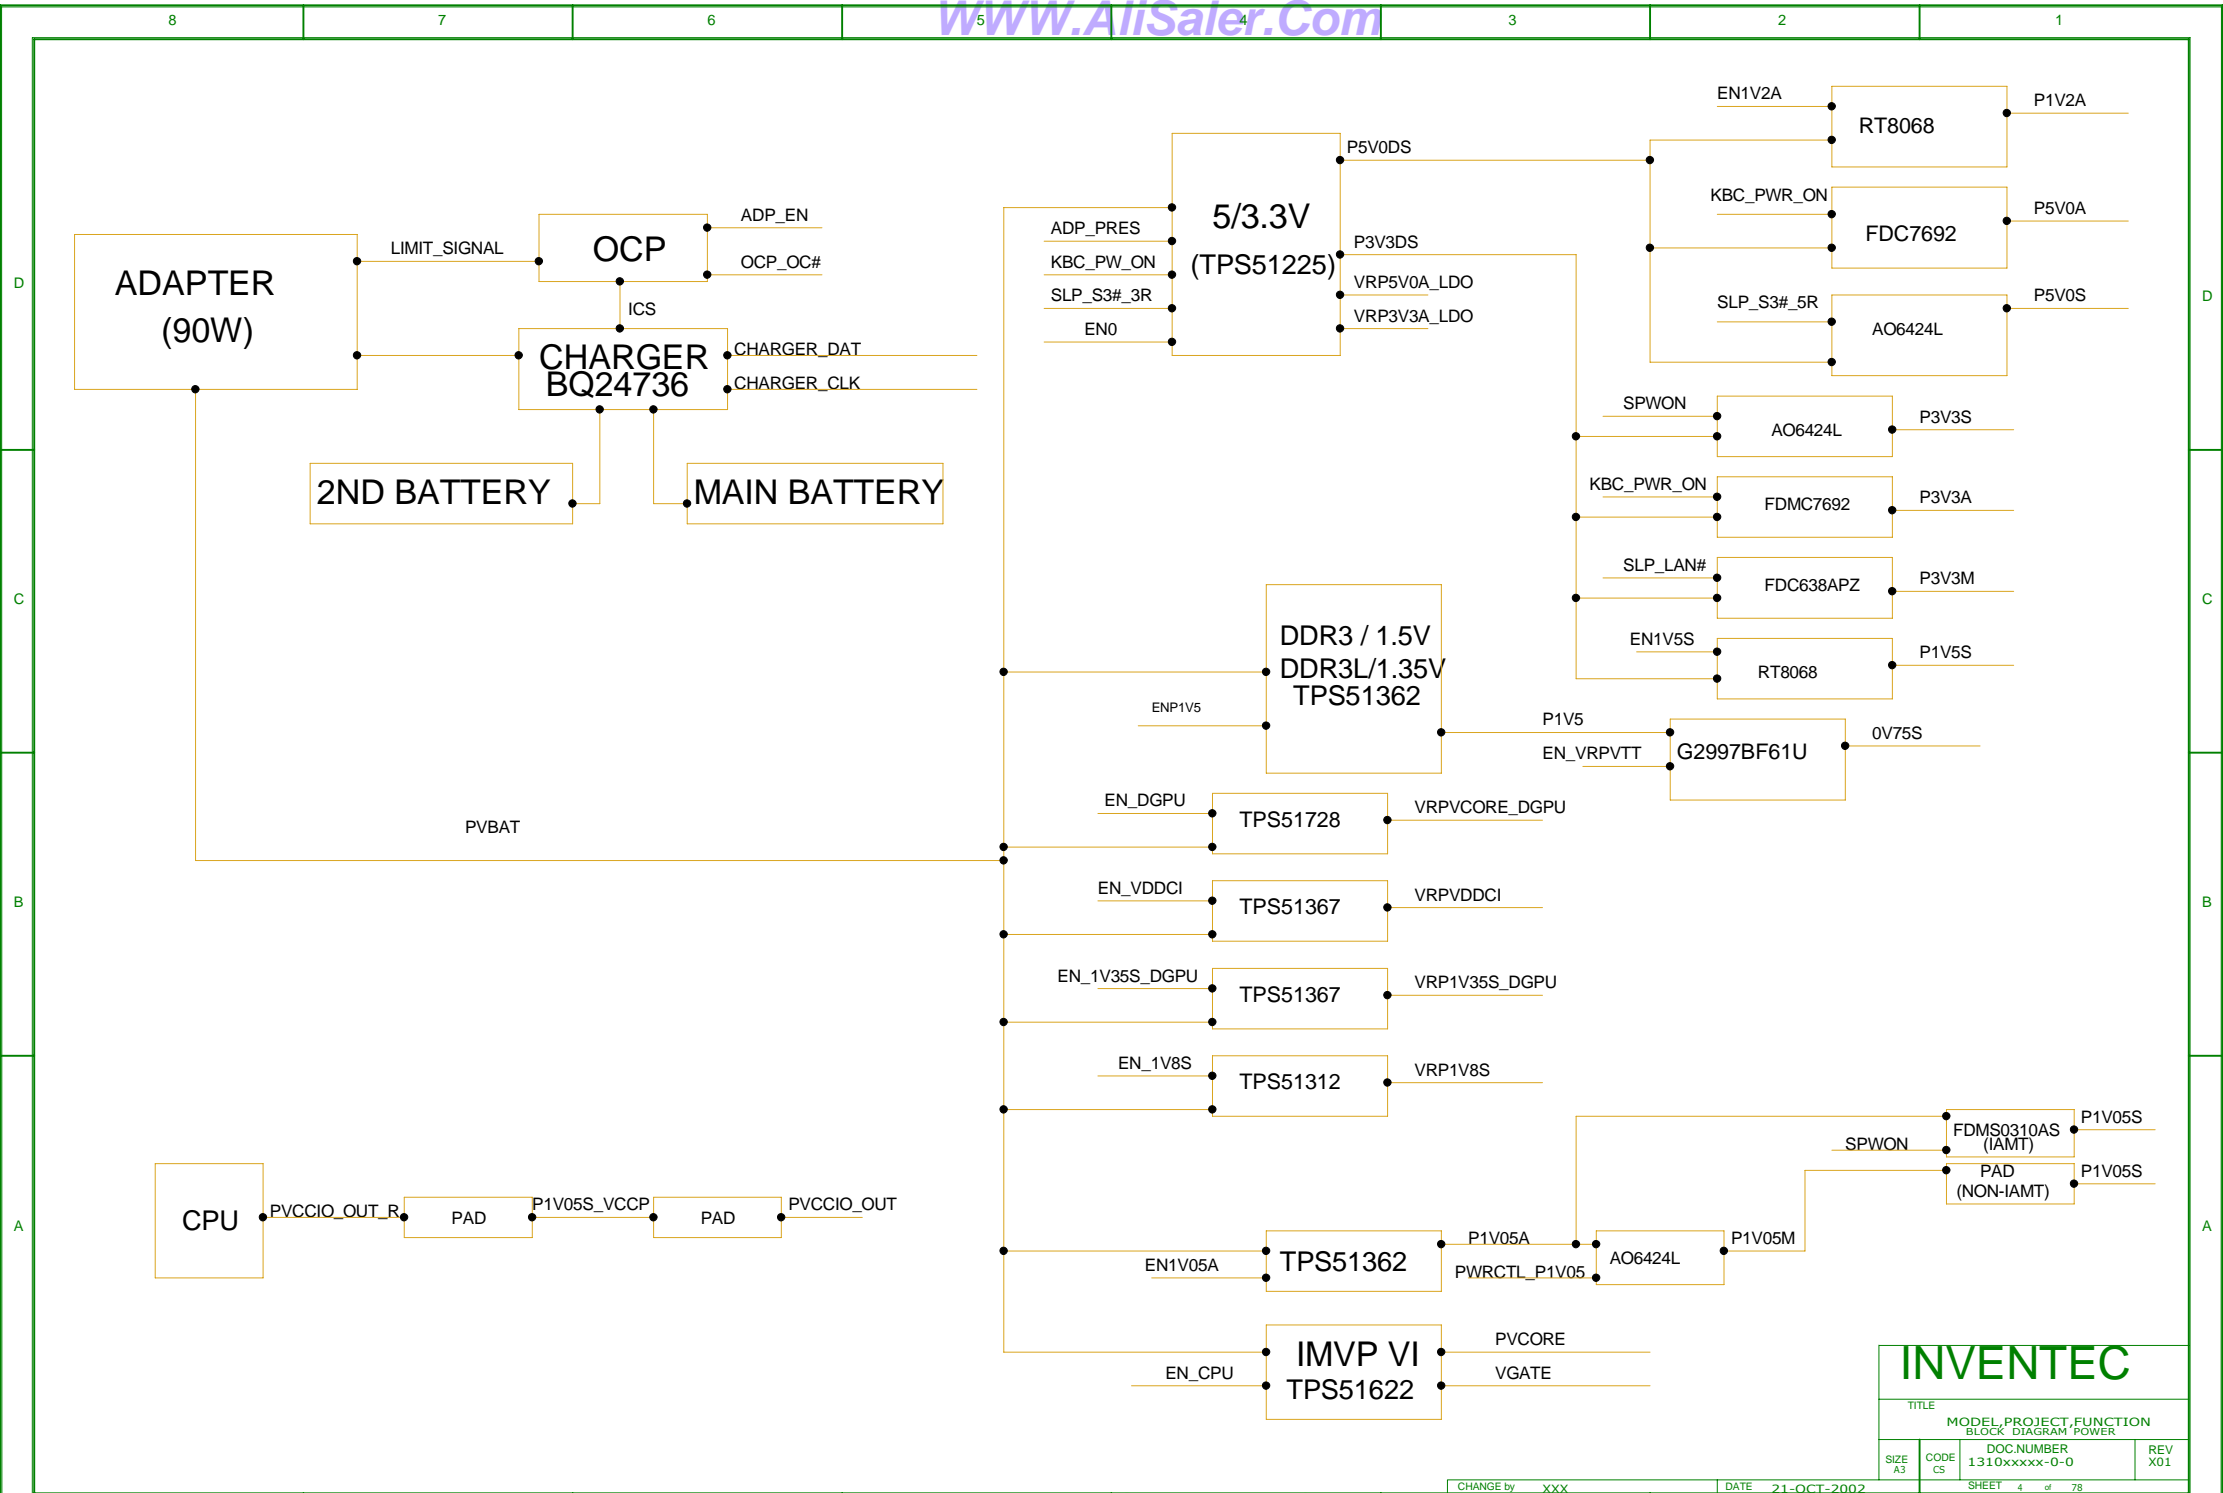 WWW.AliSaler.Com
8 7 6 5 4 3 2 1
D
C
B
A
D
C
B
A
ADAPTER
(90W)
LIMIT_SIGNAL
OCP
ADP_EN
OCP_OC#
ICS
CHARGER
BQ24736
CHARGER_DAT
CHARGER_CLK
2ND BATTERY
MAIN BATTERY
PVBAT
5/3.3V
(TPS51225)
ADP_PRES
KBC_PW_ON
SLP_S3#_3R
EN0
P5V0DS
P3V3DS
VRP5V0A_LDO
VRP3V3A_LDO
EN1V2A
RT8068
P1V2A
KBC_PWR_ON
FDC7692
P5V0A
SLP_S3#_5R
AO6424L
P5V0S
SPWON
AO6424L
P3V3S
KBC_PWR_ON
FDMC7692
P3V3A
SLP_LAN#
FDC638APZ
P3V3M
EN1V5S
RT8068
P1V5S
DDR3 / 1.5V
DDR3L/1.35V
TPS51362
ENP1V5
P1V5
EN_VRPVTT
G2997BF61U
0V75S
EN_DGPU
TPS51728
VRPVCORE_DGPU
EN_VDDCI
TPS51367
VRPVDDCI
EN_1V35S_DGPU
TPS51367
VRP1V35S_DGPU
EN_1V8S
TPS51312
VRP1V8S
CPU
PVCCIO_OUT_R
PAD
P1V05S_VCCP
PAD
PVCCIO_OUT
EN1V05A
TPS51362
P1V05A
PWRCTL_P1V05
AO6424L
P1V05M
SPWON
FDMS0310AS
(IAMT)
P1V05S
PAD
(NON-IAMT)
P1V05S
EN_CPU
IMVP VI
TPS51622
PVCORE
VGATE
INVENTEC
TITLE
MODEL,PROJECT,FUNCTION
BLOCK DIAGRAM POWER
SIZE
A3
CODE
CS
DOC.NUMBER
1310xxxxx-0-0
REV
X01
CHANGE by XXX
DATE 21-OCT-2002
SHEET 4 of 78